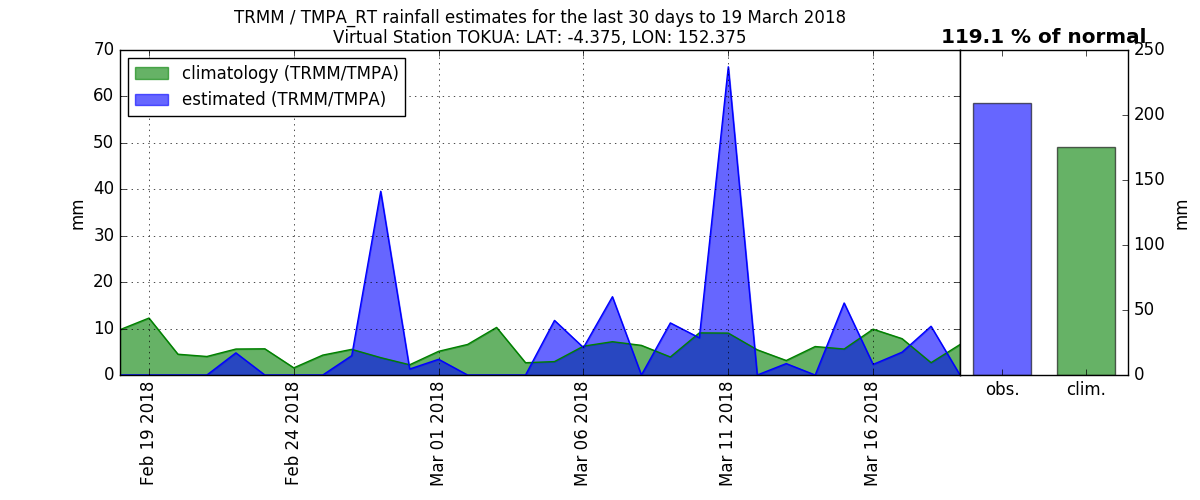 TRMM / TMPA_RT rainfall estimates for the last 30 days to 19 March 2018
Virtual Station TOKUA: LAT: -4.375, LON: 152.375
119.1 % of normal
climatology (TRMM/TMPA)
estimated (TRMM/TMPA)
70
60
50
40
30
20
10
0
mm
Feb 19 2018
Feb 24 2018
Mar 01 2018
Mar 06 2018
Mar 11 2018
Mar 16 2018
250
200
150
100
50
0
mm
obs.
clim.